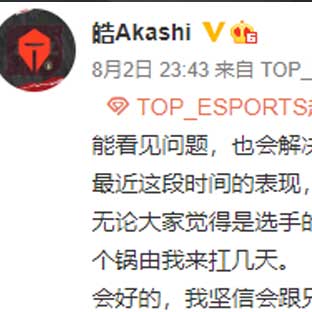 皓Akashi
8月2日 23:43 来自 TOP_
TOP_ESPORTS
能看见问题，也会解
最近这段时间的表现，
无论大家觉得是选手的
个锅由我来扛几天。
会好的，我坚信会跟